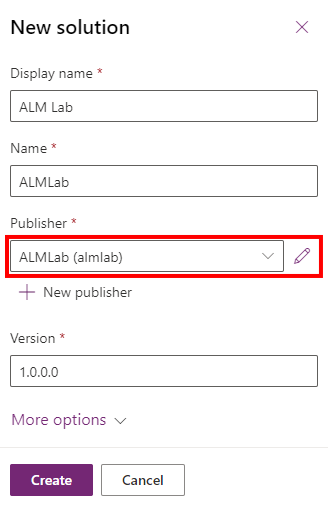 New solution
Display name *
ALM Lab
Name *
ALMLab
Publisher *
ALMLab (almlab)
New publisher
Version *
1.0.0.0
More options
Create Cancel